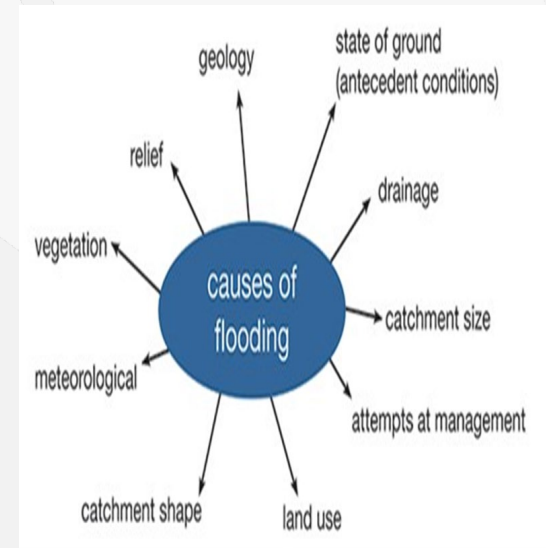 geology
state of ground
(antecedent conditions)
relief
drainage
vegetation
causes of
flooding
catchment size
meteorological
attempts at management
catchment shape
land use